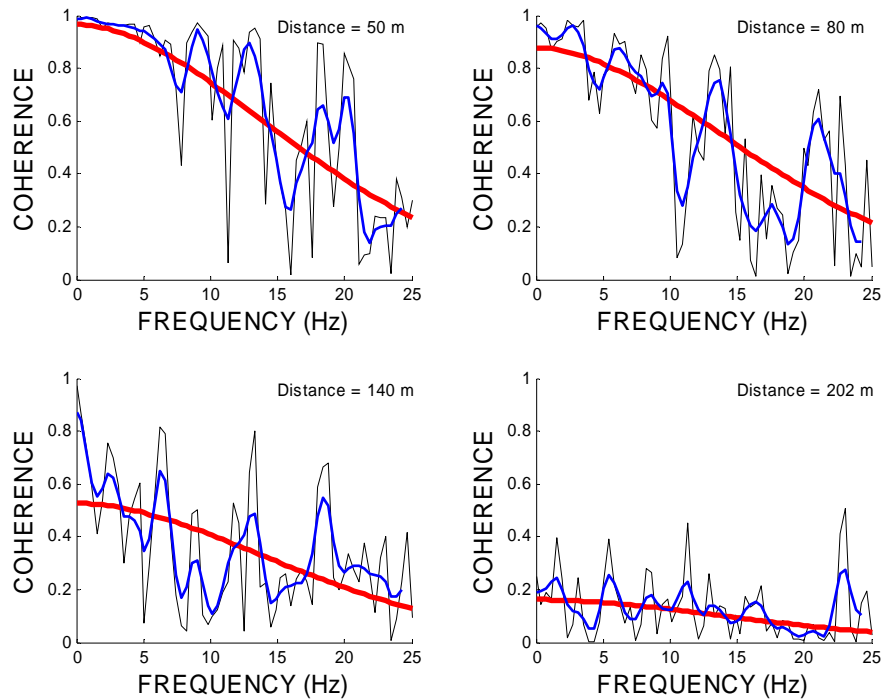 Distance = 50 m
COHERENCE
1
0.8
0.6
0.4
0.2
0
0 5 10 15 20 25
FREQUENCY (Hz)
Distance = 80 m
COHERENCE
1
0.8
0.6
0.4
0.2
0
0 5 10 15 20 25
FREQUENCY (Hz)
Distance = 140 m
COHERENCE
1
0.8
0.6
0.4
0.2
0
0 5 10 15 20 25
FREQUENCY (Hz)
Distance = 202 m
COHERENCE
1
0.8
0.6
0.4
0.2
0
0 5 10 15 20 25
FREQUENCY (Hz)